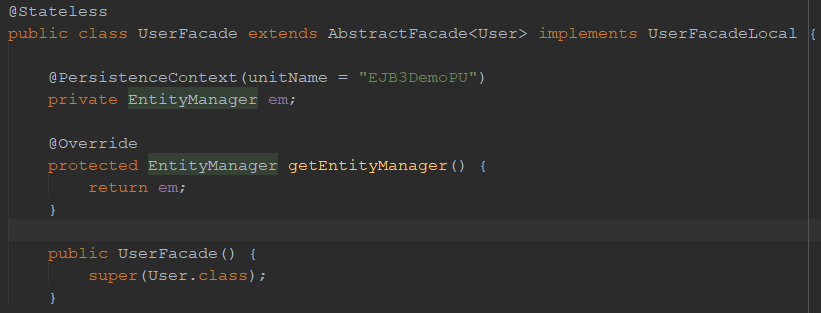 @Stateless
public class UserFacade extends AbstractFacade<User> implements UserFacadeLocal {
@PersistenceContext(unitName = "EJB3DemoPU")
private EntityManager em;
@Override
protected EntityManager getEntityManager() {
return em;
}
public UserFacade() {
super(User.class);
}